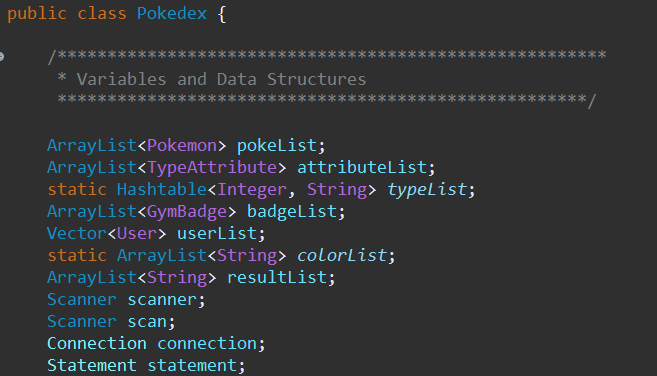 public class Pokedex {
/*******************************************************
* Variables and Data Structures
*****************************************************/
ArrayList<Pokemon> pokeList;
ArrayList<TypeAttribute> attributeList;
static Hashtable<Integer, String> typeList;
ArrayList<GymBadge> badgeList;
Vector<User> userList;
static ArrayList<String> colorList;
ArrayList<String> resultList;
Scanner scanner;
Scanner scan;
Connection connection;
Statement statement;